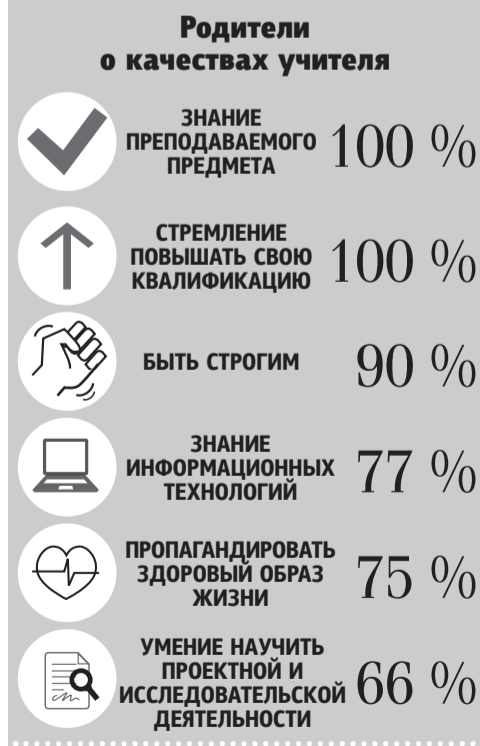 Родители
о качествах учителя
ЗНАНИЕ
ПРЕПОДАВАЕМОГО
ПРЕДМЕТА
100 %
СТРЕМЛЕНИЕ
ПОВЫШАТЬ СВОЮ
КВАЛИФИКАЦИЮ
100 %
БЫТЬ СТРОГИМ
90 %
ЗНАНИЕ
ИНФОРМАЦИОННЫХ
ТЕХНОЛОГИЙ
77 %
ПРОПАГАНДИРОВАТЬ
ЗДОРОВЫЙ ОБРАЗ
ЖИЗНИ
75 %
УМЕНИЕ НАУЧИТЬ
ПРОЕКТНОЙ И
ИССЛЕДОВАТЕЛЬСКОЙ
ДЕЯТЕЛЬНОСТИ
66 %